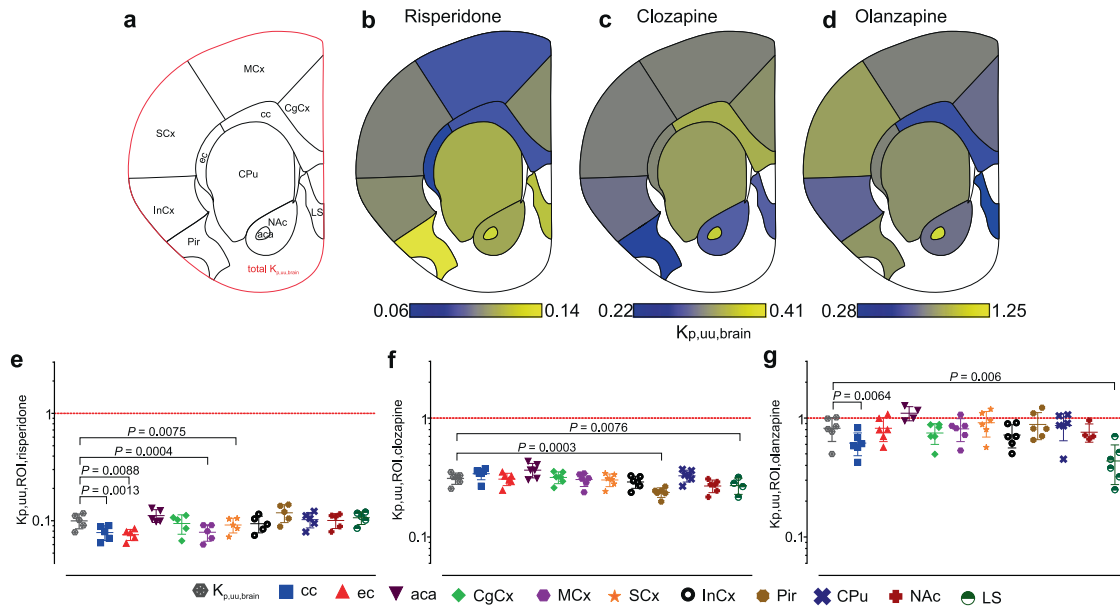 a
b Risperidone
c Clozapine
d Olanzapine
MCx
CgCx
cc
SCx
ec
CPu
InCx
NAc
LS
aca
Pir
total Kp,uu,brain
0.06 0.14
0.22 0.41
0.28 1.25
Kp,uu,brain
e
Kp,uu,ROI,risperidone
1
0.1
P = 0.0075
P = 0.0004
P = 0.0088
P = 0.0013
f
Kp,uu,ROI,clozapine
1
0.1
P = 0.0076
P = 0.0003
g
Kp,uu,ROI,olanzapine
1
0.1
P = 0.006
P = 0.0064
Kp,uu,brain cc ec aca CgCx MCx SCx InCx Pir CPu NAc LS